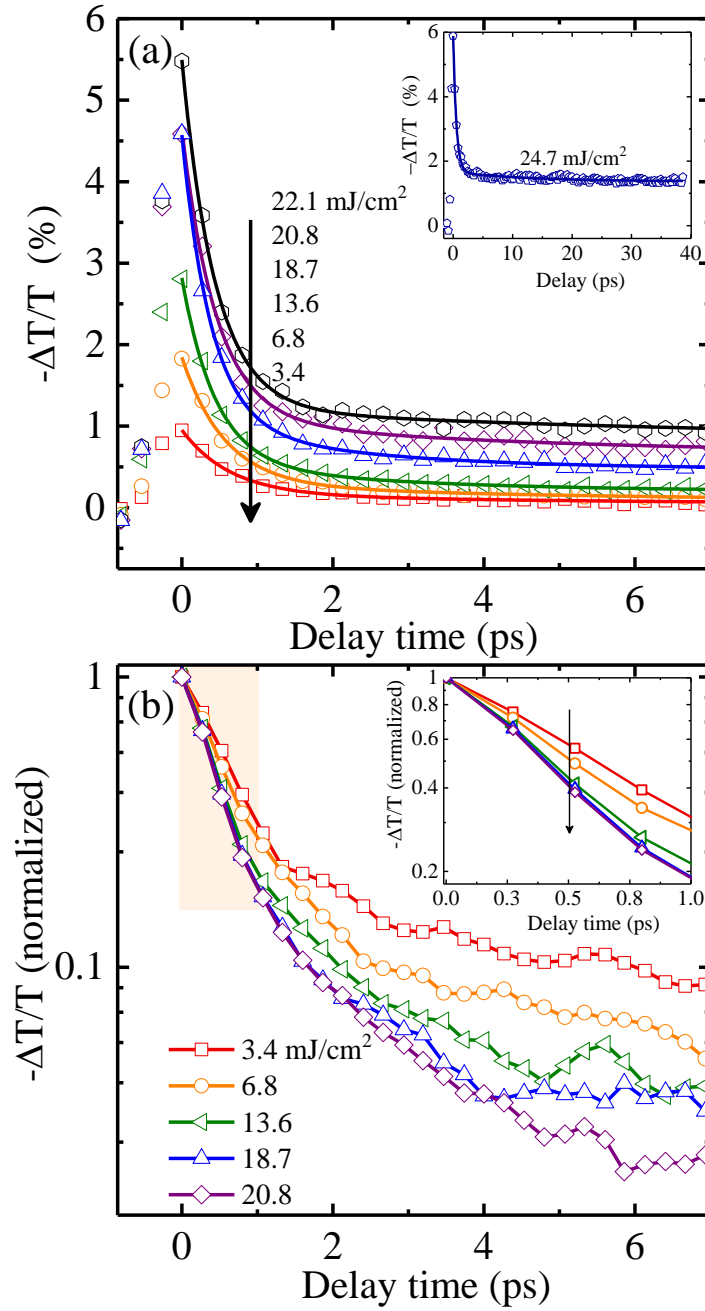 (a)
6
5
4
3
2
1
0
-ΔT/T (%)
22.1 mJ/cm²
20.8
18.7
13.6
6.8
3.4
0 2 4 6
Delay time (ps)
6
4
2
0
−ΔT/T (%)
24.7 mJ/cm²
0 10 20 30 40
Delay (ps)
(b)
1
0.1
-ΔT/T (normalized)
3.4 mJ/cm²
6.8
13.6
18.7
20.8
0 2 4 6
Delay time (ps)
1
0.8
0.6
0.4
0.2
-ΔT/T (normalized)
0.0 0.3 0.5 0.8 1.0
Delay time (ps)